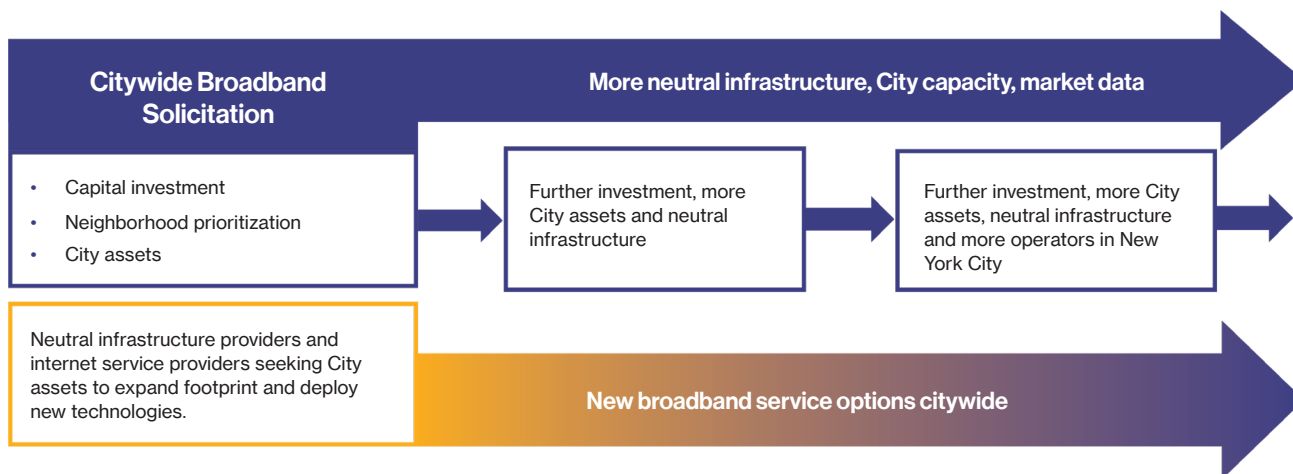 Citywide Broadband
Solicitation
More neutral infrastructure, City capacity, market data
• Capital investment
• Neighborhood prioritization
• City assets
Further investment, more
City assets and neutral
infrastructure
Further investment, more City
assets, neutral infrastructure
and more operators in New
York City
Neutral infrastructure providers and
internet service providers seeking City
assets to expand footprint and deploy
new technologies.
New broadband service options citywide